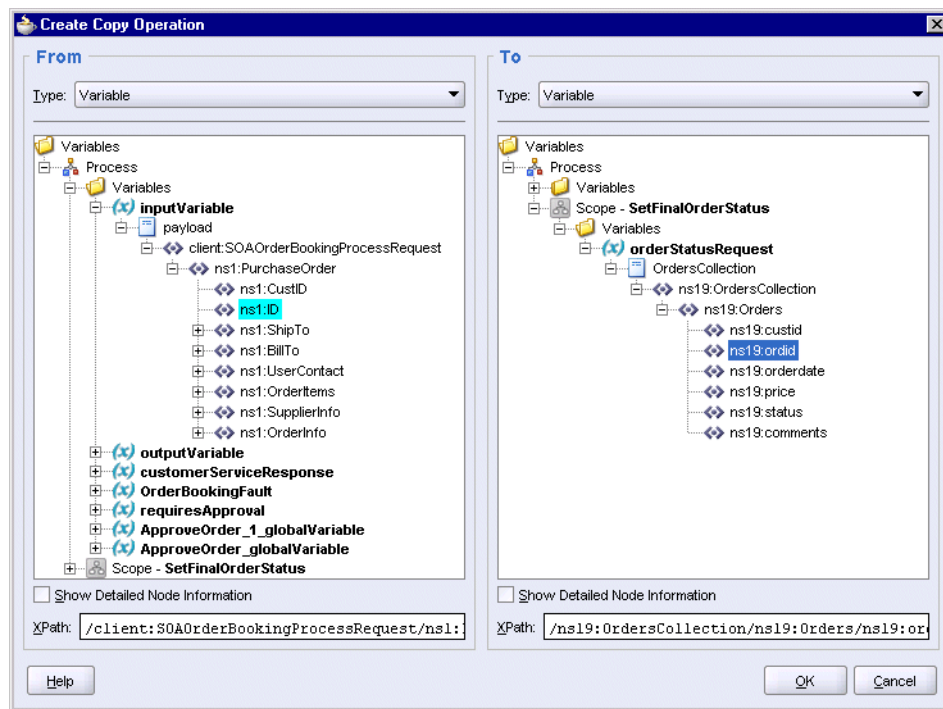 Create Copy Operation
From
Type: Variable
Variables
Process
Variables
inputVariable
payload
client:SOAOrderBookingProcessRequest
ns1:PurchaseOrder
ns1:CustID
ns1:ID
ns1:ShipTo
ns1:BillTo
ns1:UserContact
ns1:OrderItems
ns1:SupplierInfo
ns1:OrderInfo
outputVariable
customerServiceResponse
OrderBookingFault
requiresApproval
ApproveOrder_1_globalVariable
ApproveOrder_globalVariable
Scope - SetFinalOrderStatus
Show Detailed Node Information
XPath: /client:SOAOrderBookingProcessRequest/ns1:
To
Type: Variable
Variables
Process
Variables
Scope - SetFinalOrderStatus
Variables
orderStatusRequest
OrdersCollection
ns19:OrdersCollection
ns19:Orders
ns19:custid
ns19:ordid
ns19:orderdate
ns19:price
ns19:status
ns19:comments
Show Detailed Node Information
XPath: /ns19:OrdersCollection/ns19:Orders/ns19:ord
Help
OK
Cancel